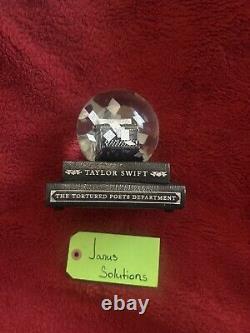 TAYLOR SWIFT
THE TORTURED POETS DEPARTMENT
Janus
Solutions